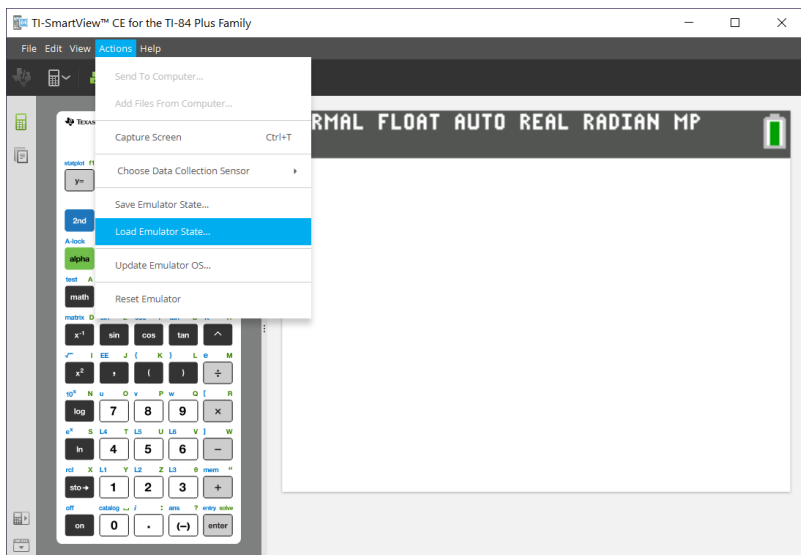 TI-SmartView™ CE for the TI-84 Plus Family
File Edit View Actions Help
Send To Computer...
Add Files From Computer...
Capture Screen Ctrl+T
Choose Data Collection Sensor
Save Emulator State...
Load Emulator State...
Update Emulator OS...
Reset Emulator
RMAL FLOAT AUTO REAL RADIAN MP
TEXAS
statplot f1
y=
2nd
A-lock
alpha
test A
math
matrix D
x⁻¹ sin cos tan ^
√ I EE J { K } L e M
x² , ( ) ÷
10ˣ N u O v P w Q [ R
log 7 8 9 ×
eˣ S L4 T L5 U L6 V ] W
ln 4 5 6 −
rcl X L1 Y L2 Z L3 θ mem "
sto→ 1 2 3 +
off catalog ⎵ i : ans ? entry solve
on 0 . (−) enter